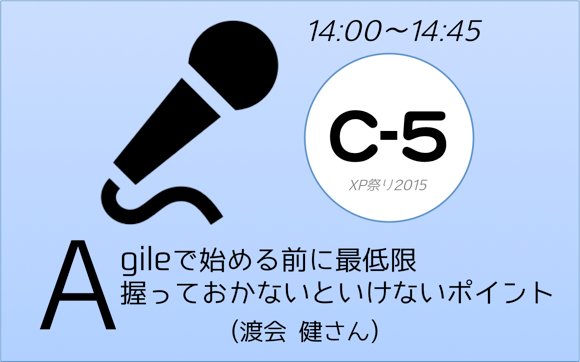 14:00〜14:45
C-5
XP祭り2015
Agileで始める前に最低限
握っておかないといけないポイント
（渡会 健さん）